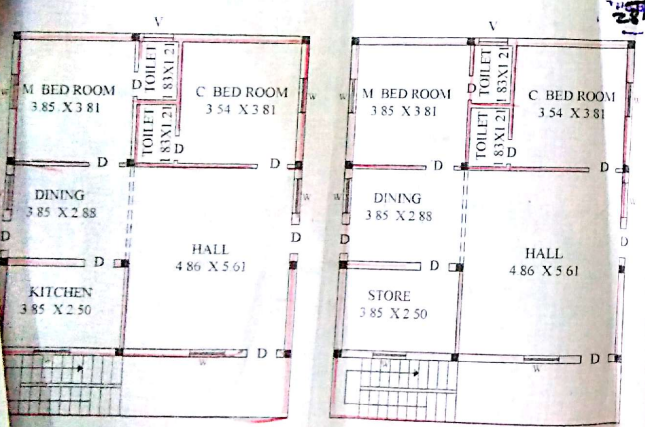 28
V
TOILET
1 83X1.21
M BED ROOM
3.85 X 3.81
D
C BED ROOM
3.54 X 3.81
W
W
TOILET
1 83X1.21
D
D
D
DINING
3 85 X 2.88
W
W
D
D
HALL
4.86 X 5.61
D
KITCHEN
3.85 X 2.50
D
W
V
TOILET
1 83X1.21
M BED ROOM
3.85 X 3.81
D
C BED ROOM
3.54 X 3.81
W
W
TOILET
1 83X1.21
D
D
D
DINING
3 85 X 2.88
W
W
D
D
HALL
4.86 X 5.61
D
STORE
3 85 X 2.50
D
W
W